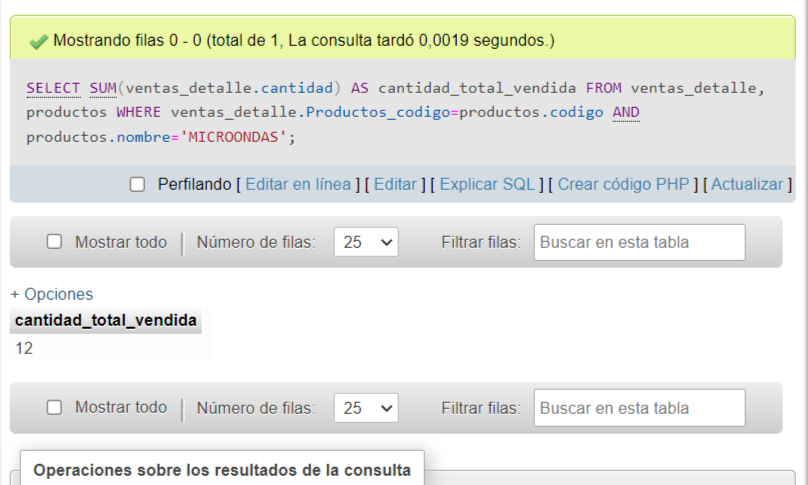 Mostrando filas 0 - 0 (total de 1, La consulta tardó 0,0019 segundos.)
SELECT SUM(ventas_detalle.cantidad) AS cantidad_total_vendida FROM ventas_detalle,
productos WHERE ventas_detalle.Productos_codigo=productos.codigo AND
productos.nombre='MICROONDAS';
Perfilando [ Editar en línea ] [ Editar ] [ Explicar SQL ] [ Crear código PHP ] [ Actualizar ]
Mostrar todo | Número de filas: 25 Filtrar filas: Buscar en esta tabla
+ Opciones
cantidad_total_vendida
12
Mostrar todo | Número de filas: 25 Filtrar filas: Buscar en esta tabla
Operaciones sobre los resultados de la consulta